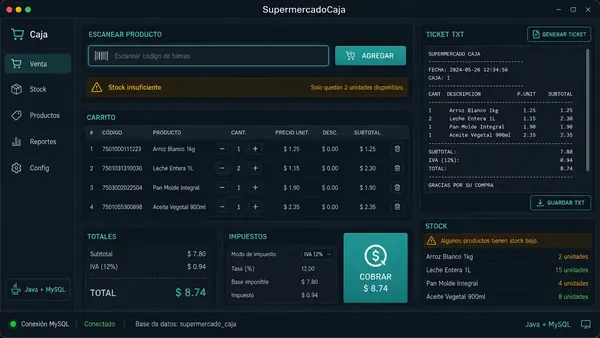 SupermercadoCaja
Caja
Venta
Stock
Productos
Reportes
Config
Java + MySQL
ESCANEAR PRODUCTO
Escanear código de barras
AGREGAR
Stock insuficiente
Solo quedan 2 unidades disponibles.
CARRITO
# CÓDIGO PRODUCTO CANT. PRECIO UNIT. DESC. SUBTOTAL
1 7501000111223 Arroz Blanco 1kg − 1 + $ 1.25 $ 0.00 $ 1.25
2 7501031310030 Leche Entera 1L − 2 + $ 1.15 $ 0.00 $ 2.30
3 7503002022504 Pan Molde Integral − 1 + $ 1.90 $ 0.00 $ 1.90
4 7501055300898 Aceite Vegetal 900ml − 1 + $ 2.35 $ 0.00 $ 2.35
TOTALES
Subtotal $ 7.80
IVA (12%) $ 0.94
TOTAL $ 8.74
IMPUESTOS
Modo de impuesto IVA 12%
Tasa (%) 12.00
Base imponible $ 7.80
Impuesto $ 0.94
COBRAR
$ 8.74
TICKET TXT
GENERAR TICKET
SUPERMERCADO CAJA
FECHA: 2024-05-26 12:34:56
CAJA: 1
CANT DESCRIPCION P.UNIT SUBTOTAL
1 Arroz Blanco 1kg 1.25 1.25
2 Leche Entera 1L 1.15 2.30
1 Pan Molde Integral 1.90 1.90
1 Aceite Vegetal 900ml 2.35 2.35
SUBTOTAL: 7.80
IVA (12%): 0.94
TOTAL: 8.74
GRACIAS POR SU COMPRA
GUARDAR TXT
STOCK
Algunos productos tienen stock bajo.
Arroz Blanco 1kg 2 unidades
Leche Entera 1L 15 unidades
Pan Molde Integral 4 unidades
Aceite Vegetal 900ml 8 unidades
Conexión MySQL Conectado Base de datos: supermercado_caja Java + MySQL